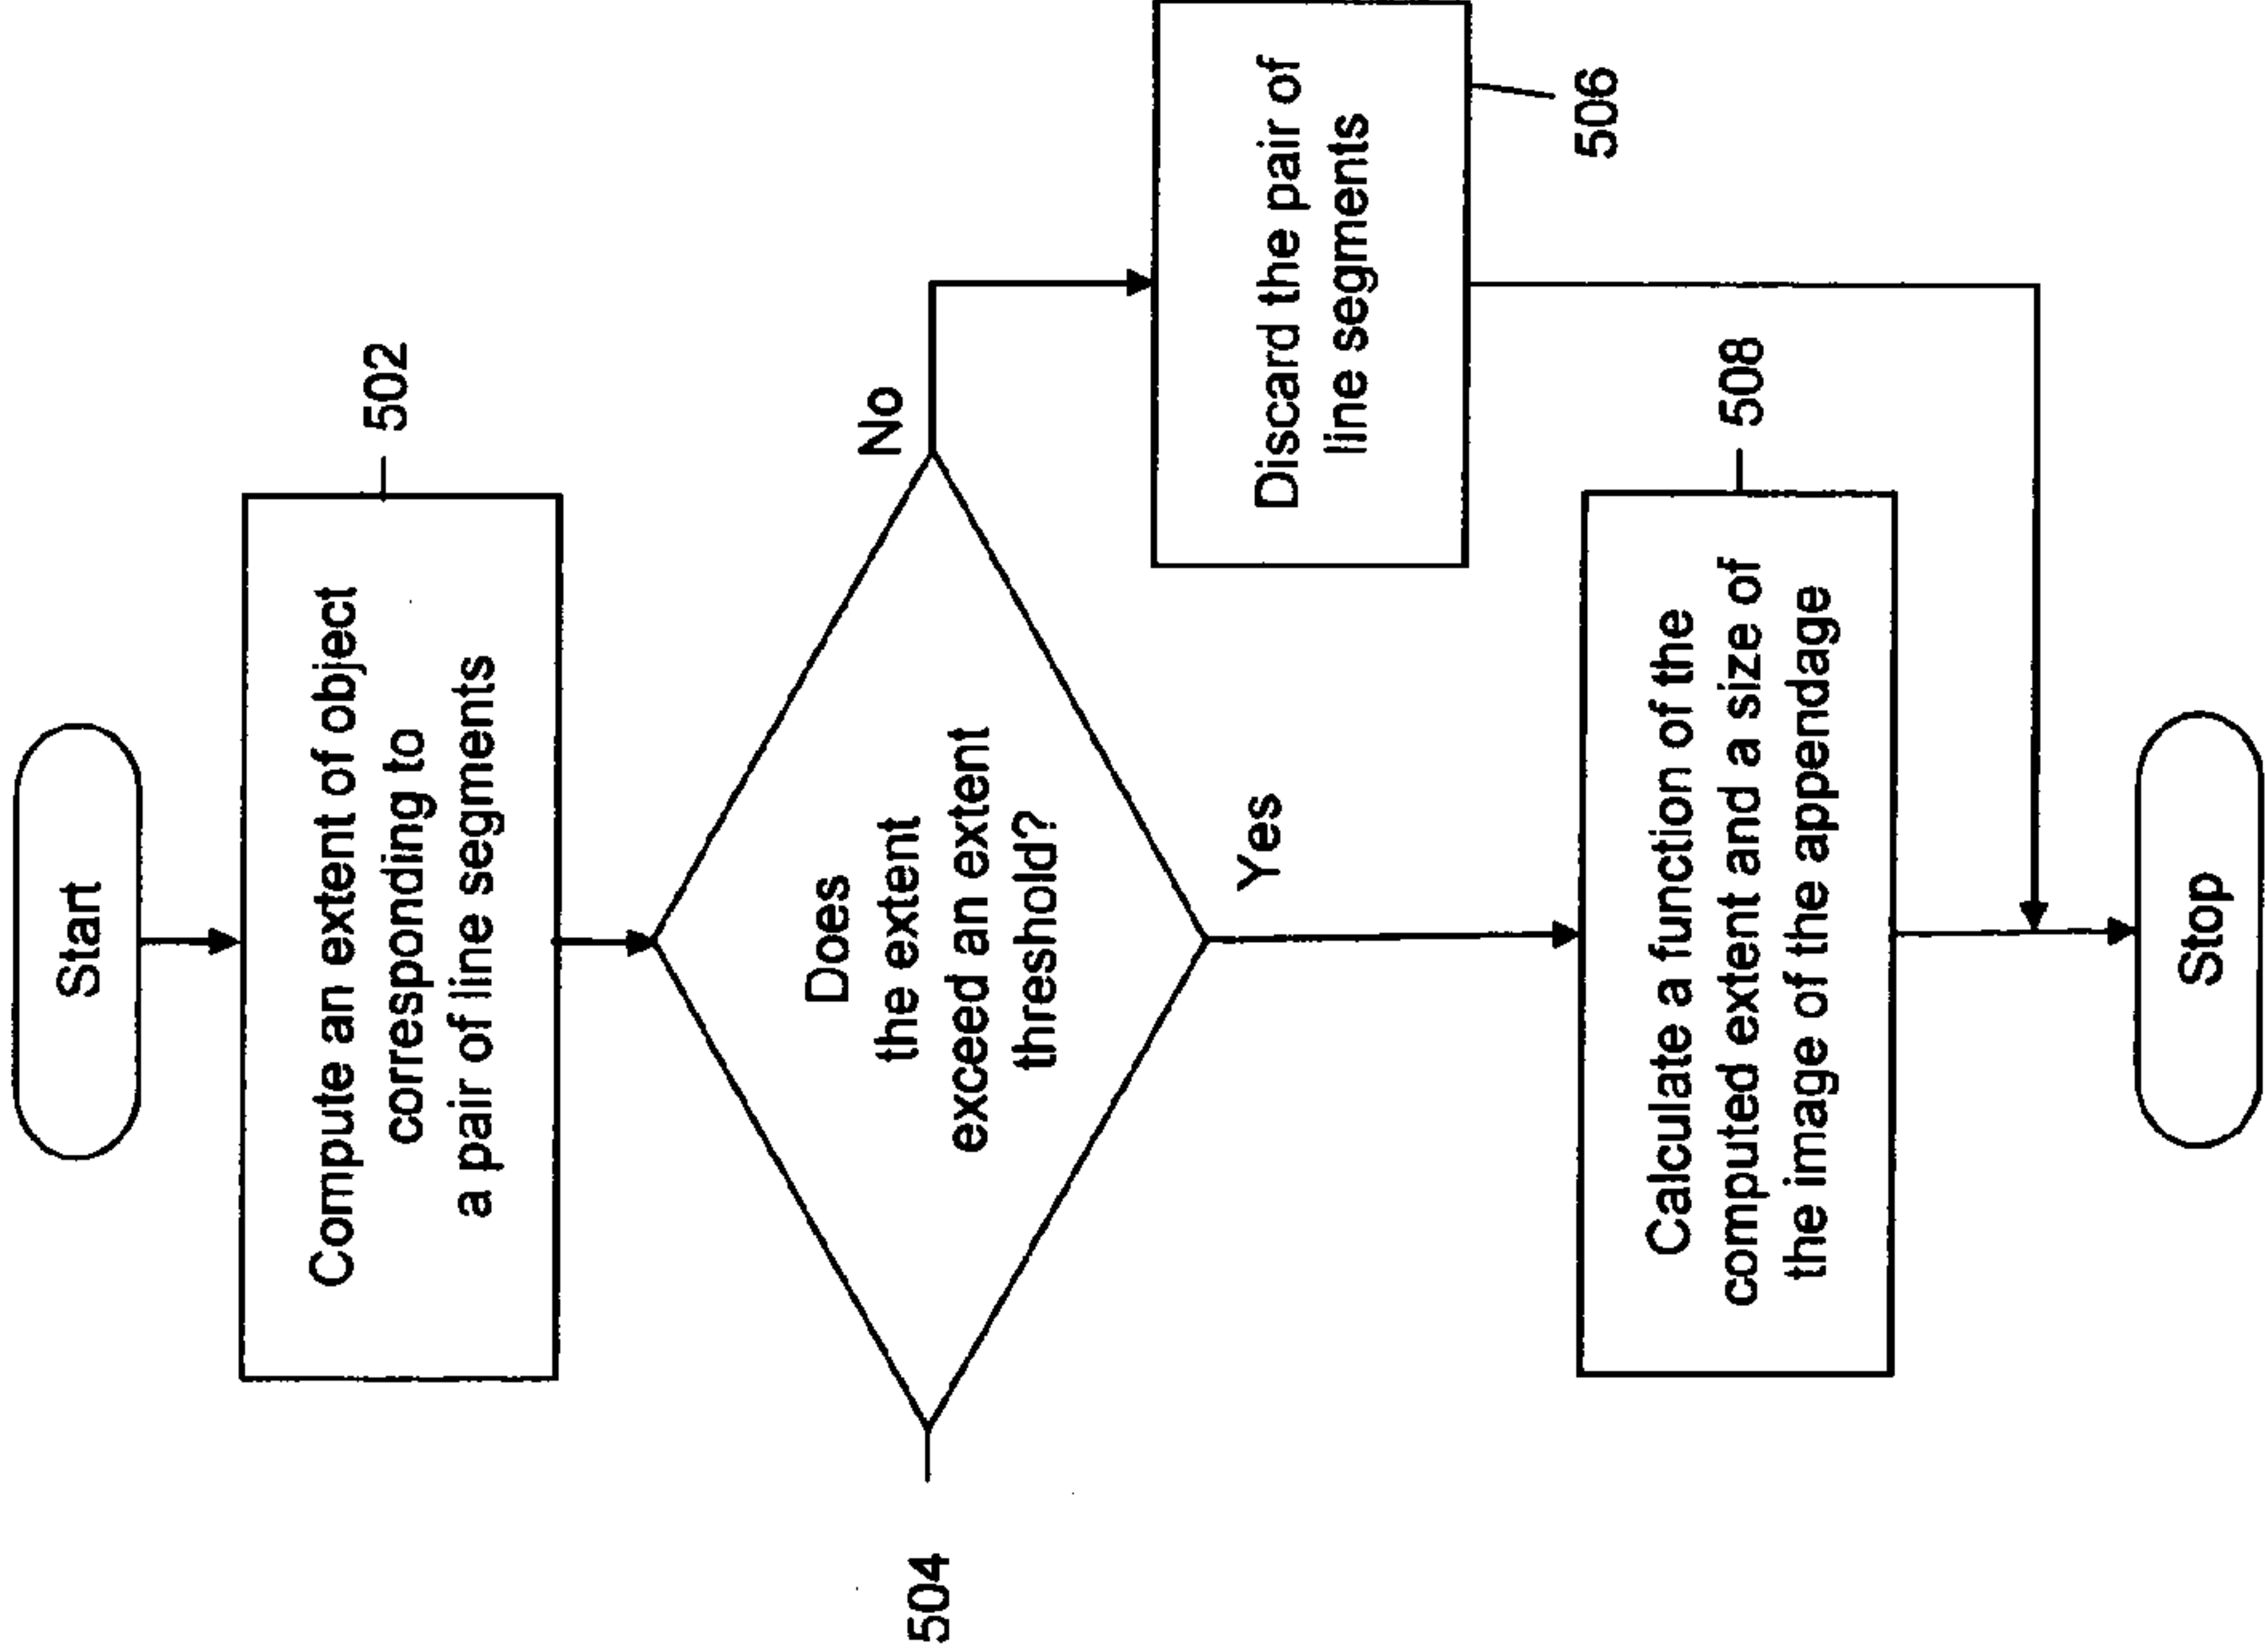 Start
Compute an extent of object
corresponding to
a pair of line segments
502
Does
the extent
exceed an extent
threshold?
504
No
Yes
Discard the pair of
line segments
506
Calculate a function of the
computed extent and a size of
the image of the appendage
508
Stop